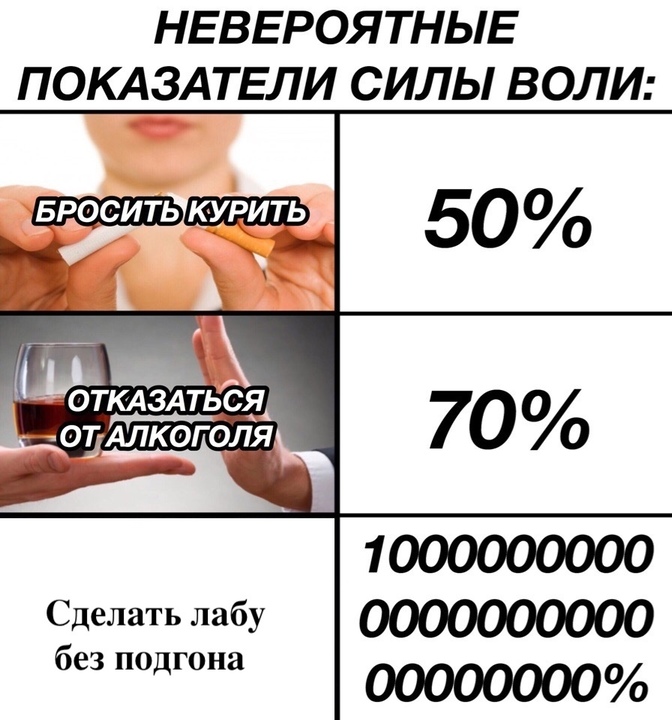 НЕВЕРОЯТНЫЕ
ПОКАЗАТЕЛИ СИЛЫ ВОЛИ:
БРОСИТЬ КУРИТЬ
50%
ОТКАЗАТЬСЯ
ОТ АЛКОГОЛЯ
70%
Сделать лабу
без подгона
1000000000
0000000000
00000000%